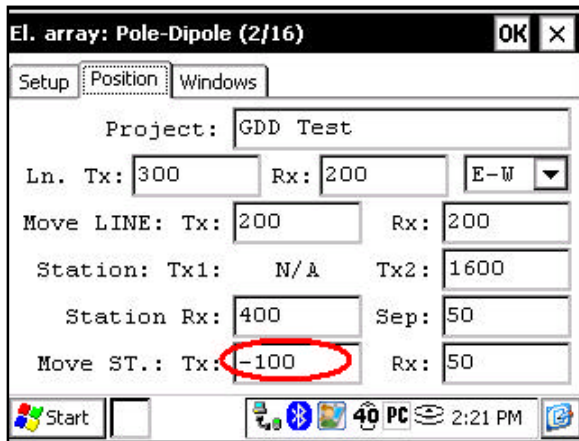 El. array: Pole-Dipole (2/16) OK ×
Setup Position Windows
Project: GDD Test
Ln. Tx: 300 Rx: 200 E-W
Move LINE: Tx: 200 Rx: 200
Station: Tx1: N/A Tx2: 1600
Station Rx: 400 Sep: 50
Move ST.: Tx: -100 Rx: 50
Start 40 PC 2:21 PM